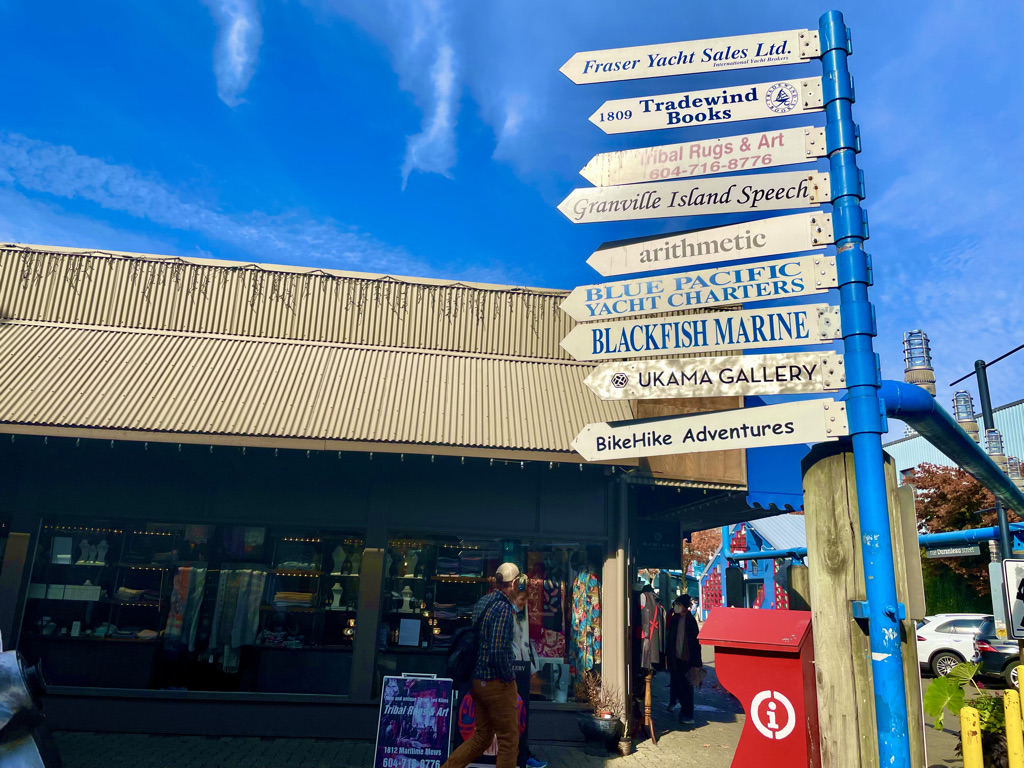 Fraser Yacht Sales Ltd.
International Yacht Brokers
1809 Tradewind
Books
Tribal Rugs & Art
604-716-8776
Granville Island Speech
arithmetic
BLUE PACIFIC
YACHT CHARTERS
BLACKFISH MARINE
UKAMA GALLERY
BikeHike Adventures
Duranleau street
i
Tribal Rugs & Art
1812 Maritime Mews
604-716-8776